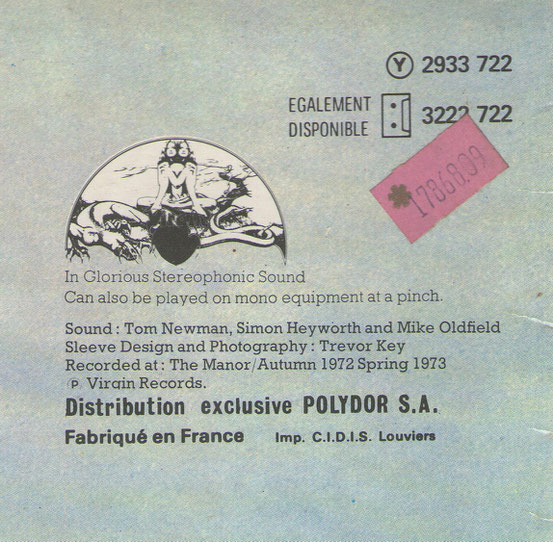 Ⓨ 2933 722
EGALEMENT
DISPONIBLE
3222 722
17868.09
In Glorious Stereophonic Sound
Can also be played on mono equipment at a pinch.
Sound : Tom Newman, Simon Heyworth and Mike Oldfield
Sleeve Design and Photography : Trevor Key
Recorded at : The Manor/Autumn 1972 Spring 1973
℗ Virgin Records.
Distribution exclusive POLYDOR S.A.
Fabriqué en France Imp. C.I.D.I.S. Louviers